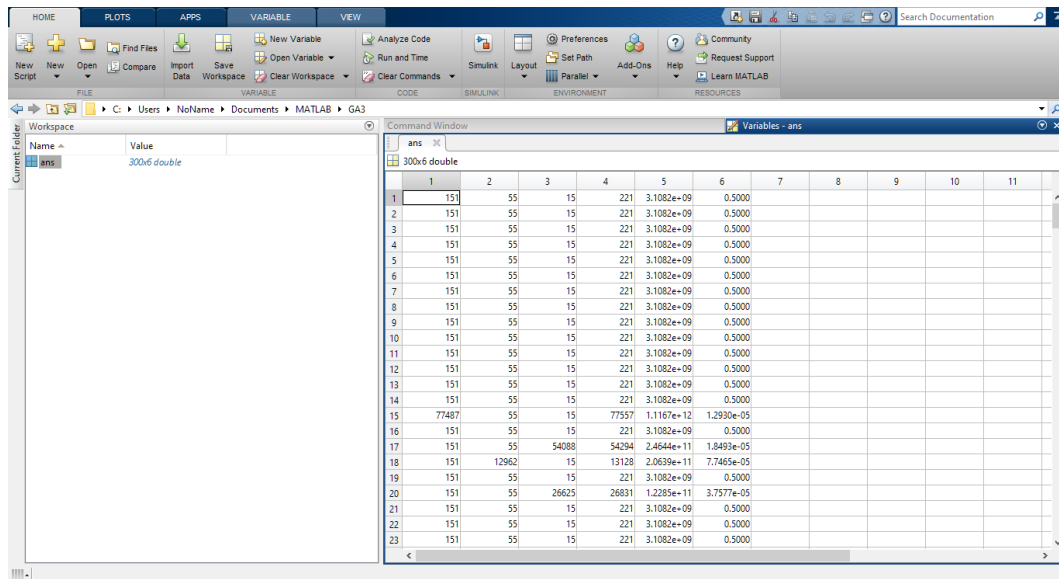 HOME PLOTS APPS VARIABLE VIEW Search Documentation
New Script New Open Find Files Compare Import Data Save Workspace New Variable Open Variable Clear Workspace Analyze Code Run and Time Clear Commands Simulink Layout Preferences Set Path Parallel Add-Ons Help Community Request Support Learn MATLAB
FILE VARIABLE CODE SIMULINK ENVIRONMENT RESOURCES
C: Users NoName Documents MATLAB GA3
Current Folder
Workspace
Name Value
ans 300x6 double
Command Window Variables - ans
ans
300x6 double
1 2 3 4 5 6 7 8 9 10 11
1 151 55 15 221 3.1082e+09 0.5000
2 151 55 15 221 3.1082e+09 0.5000
3 151 55 15 221 3.1082e+09 0.5000
4 151 55 15 221 3.1082e+09 0.5000
5 151 55 15 221 3.1082e+09 0.5000
6 151 55 15 221 3.1082e+09 0.5000
7 151 55 15 221 3.1082e+09 0.5000
8 151 55 15 221 3.1082e+09 0.5000
9 151 55 15 221 3.1082e+09 0.5000
10 151 55 15 221 3.1082e+09 0.5000
11 151 55 15 221 3.1082e+09 0.5000
12 151 55 15 221 3.1082e+09 0.5000
13 151 55 15 221 3.1082e+09 0.5000
14 151 55 15 221 3.1082e+09 0.5000
15 77487 55 15 77557 1.1167e+12 1.2930e-05
16 151 55 15 221 3.1082e+09 0.5000
17 151 55 54088 54294 2.4644e+11 1.8493e-05
18 151 12962 15 13128 2.0639e+11 7.7465e-05
19 151 55 15 221 3.1082e+09 0.5000
20 151 55 26625 26831 1.2285e+11 3.7577e-05
21 151 55 15 221 3.1082e+09 0.5000
22 151 55 15 221 3.1082e+09 0.5000
23 151 55 15 221 3.1082e+09 0.5000